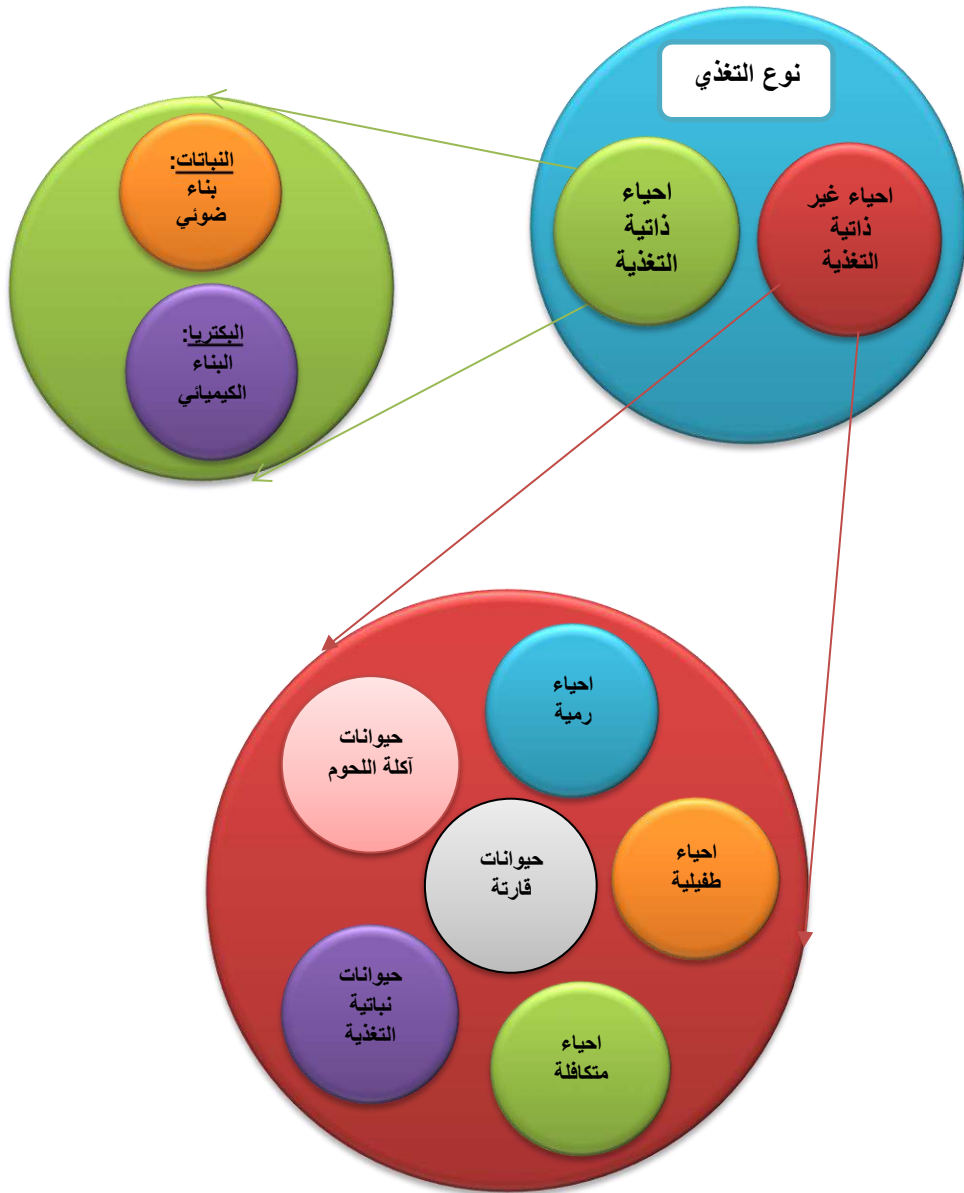 نوع التغذي
احياء غير
ذاتية
التغذية
احياء
ذاتية
التغذية
النباتات:
بناء
ضوئي
البكتريا:
البناء
الكيميائي
احياء
رمية
حيوانات
آكلة اللحوم
حيوانات
قارتة
احياء
طفيلية
حيوانات
نباتية
التغذية
احياء
متكافلة